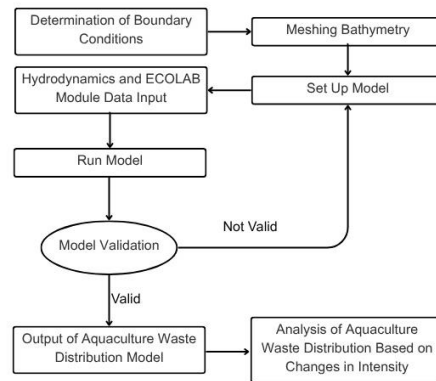 Determination of Boundary
Conditions
Meshing Bathymetry
Hydrodynamics and ECOLAB
Module Data Input
Set Up Model
Run Model
Model Validation
Not Valid
Valid
Output of Aquaculture Waste
Distribution Model
Analysis of Aquaculture
Waste Distribution Based on
Changes in Intensity